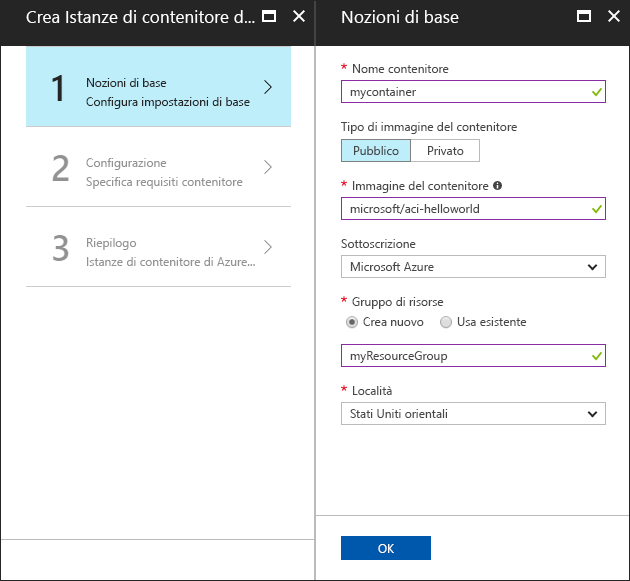 Crea Istanze di contenitore d...
1
Nozioni di base
Configura impostazioni di base
2
Configurazione
Specifica requisiti contenitore
3
Riepilogo
Istanze di contenitore di Azure...
Nozioni di base
* Nome contenitore
mycontainer
Tipo di immagine del contenitore
Pubblico Privato
* Immagine del contenitore
microsoft/aci-helloworld
Sottoscrizione
Microsoft Azure
* Gruppo di risorse
Crea nuovo Usa esistente
myResourceGroup
* Località
Stati Uniti orientali
OK